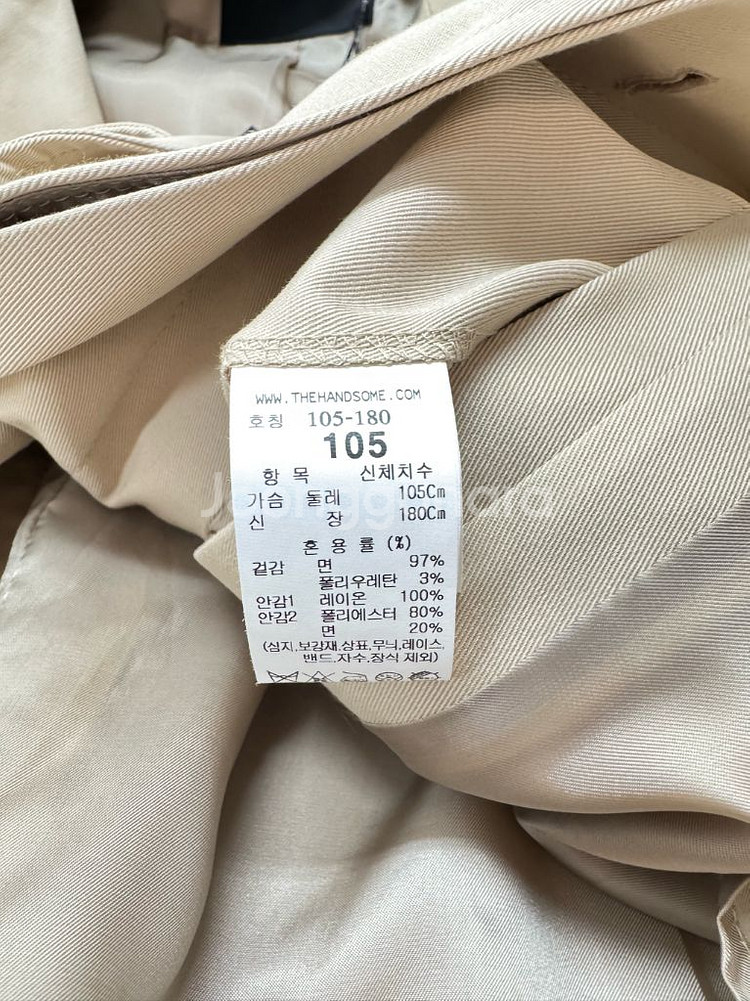 WWW.THEHANDSOME.COM
호칭 105-180
105
항 목 신체치수
가슴 둘레 105Cm
신 장 180Cm
혼 용 률 (%)
겉감 면 97%
폴리우레탄 3%
안감1 레이온 100%
안감2 폴리에스터 80%
면 20%
(심지,보강재,상표,무늬,레이스,
밴드,자수,장식 제외)